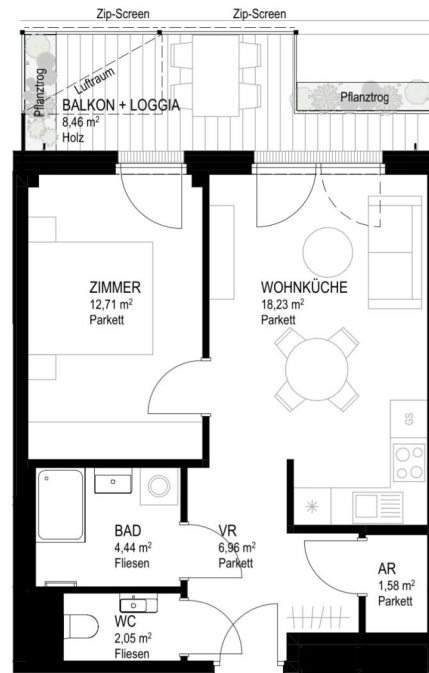 Zip-Screen
Zip-Screen
Pflanztrog
Luftraum
Pflanztrog
BALKON + LOGGIA
8,46 m²
Holz
ZIMMER
12,71 m²
Parkett
WOHNKÜCHE
18,23 m²
Parkett
GS
BAD
4,44 m²
Fliesen
VR
6,96 m²
Parkett
AR
1,58 m²
Parkett
WC
2,05 m²
Fliesen